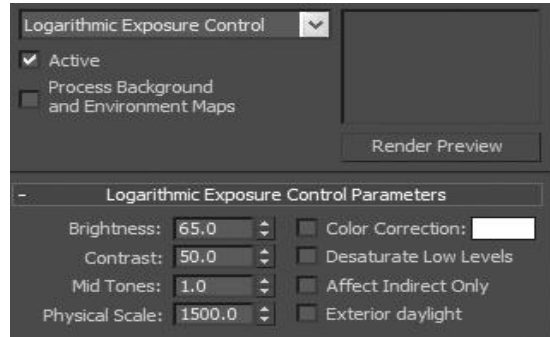 Logarithmic Exposure Control
Active
Process Background
and Environment Maps
Render Preview
- Logarithmic Exposure Control Parameters
Brightness: 65.0 Color Correction:
Contrast: 50.0 Desaturate Low Levels
Mid Tones: 1.0 Affect Indirect Only
Physical Scale: 1500.0 Exterior daylight